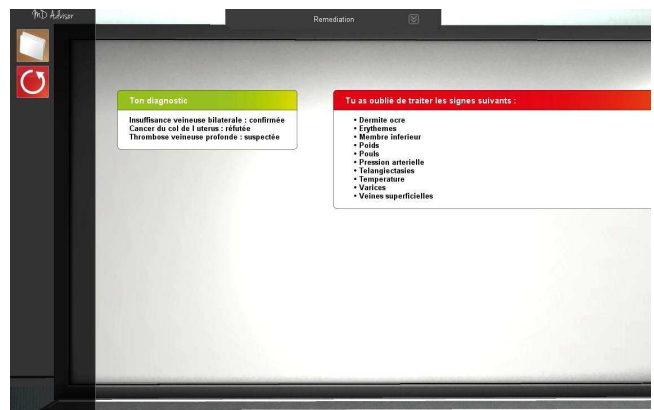 MD Advisor
Remediation
Ton diagnostic
Insuffisance veineuse bilaterale : confirmée
Cancer du col de l uterus : réfutée
Thrombose veineuse profonde : suspectée
Tu as oublié de traiter les signes suivants :
• Dermite ocre
• Erythemes
• Membre inferieur
• Poids
• Pouls
• Pression arterielle
• Telangiectasies
• Temperature
• Varices
• Veines superficielles